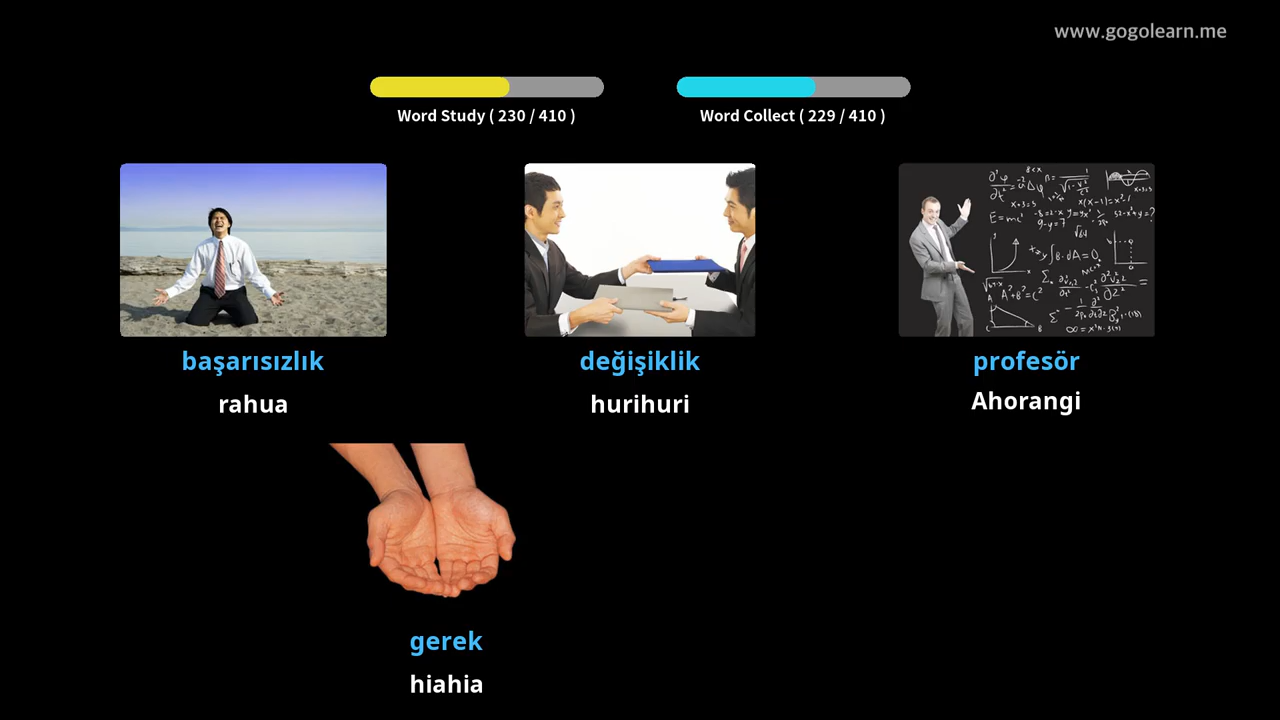 www.gogolearn.me
Word Study ( 230 / 410 )
Word Collect ( 229 / 410 )
başarısızlık
rahua
değişiklik
hurihuri
profesör
Ahorangi
gerek
hiahia